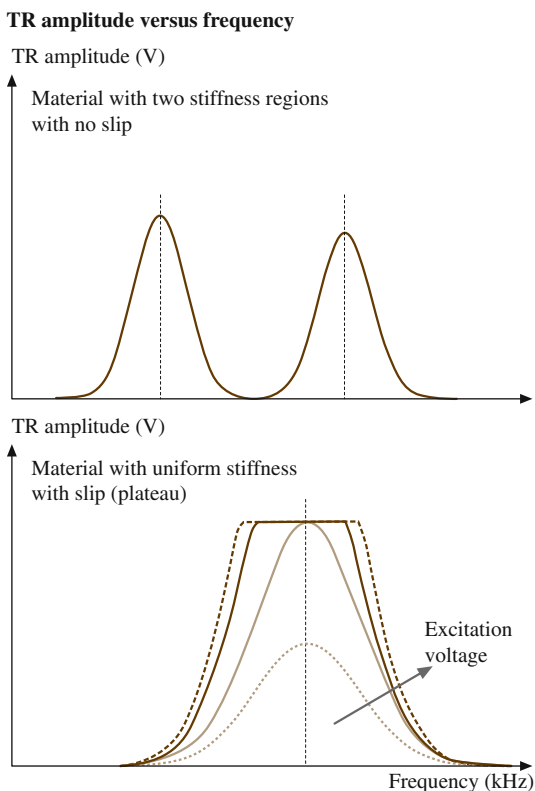 TR amplitude versus frequency
TR amplitude (V)
Material with two stiffness regions
with no slip
TR amplitude (V)
Material with uniform stiffness
with slip (plateau)
Excitation
voltage
Frequency (kHz)